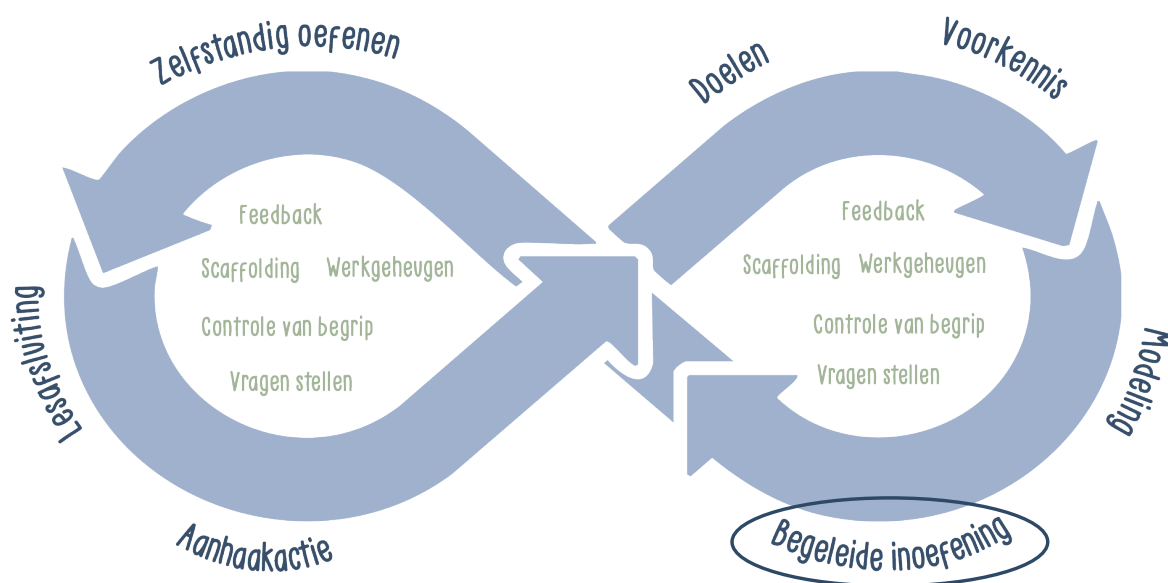 Zelfstandig oefenen
Doelen
Voorkennis
Feedback
Scaffolding Werkgeheugen
Controle van begrip
Vragen stellen
Feedback
Scaffolding Werkgeheugen
Controle van begrip
Vragen stellen
Lesafsluiting
Modeling
Aanhaakactie
Begeleide inoefening